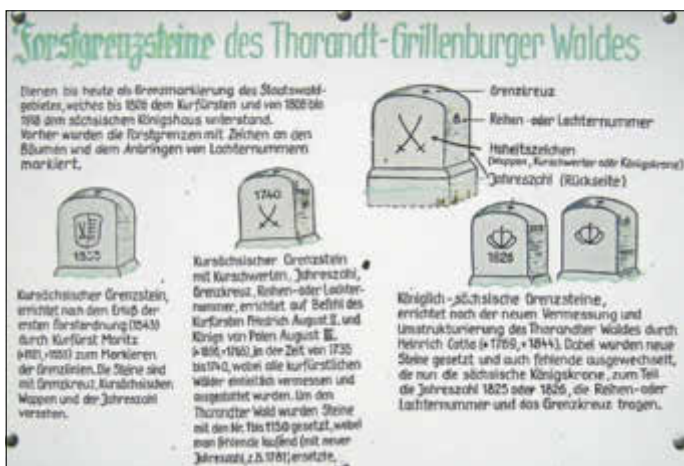 Forstgrenzsteine des Tharandt-Grillenburger Waldes
Dienen bis heute als Grenzmarkierung des Staatswald-
gebietes, welches bis 1806 dem Kurfürsten und von 1806 bis
1918 dem sächsischen Königshaus unterstand.
Vorher wurden die Forstgrenzen mit Zeichen an den
Bäumen und dem Anbringen von Lachternummern
markiert.
Grenzkreuz
Reihen- oder Lachternummer
Hoheitszeichen
(Wappen, Kurschwerter oder Königskrone)
Jahreszahl (Rückseite)
1740
1826
Kursächsischer Grenzstein,
errichtet nach dem Erlaß der
ersten Forstordnung (1543)
durch Kurfürst Moritz
zum Markieren
der Grenzlinien. Die Steine sind
mit Grenzkreuz, Kursächsischen
Wappen und der Jahreszahl
versehen.
Kursächsischer Grenzstein
mit Kurschwerten, Jahreszahl,
Grenzkreuz, Reihen- oder Lachter-
nummer, errichtet auf Befehl des
Kurfürsten Friedrich August II. und
Königs von Polen August III.
(*1696, +1763), in der Zeit von 1735
bis 1740, wobei alle kurfürstlichen
Wälder einheitlich vermessen und
wurden. Um den
Tharandter Wald wurden Steine
mit den Nr. 1 bis 1150 gesetzt, wobei
man fehlende laufend (mit neuer
Jahreszahl, z.B. 1781) ersetzte.
Königlich-sächsische Grenzsteine,
errichtet nach der neuen Vermessung und
Umstrukturierung des Tharandter Waldes durch
Heinrich Cotta (*1763, +1844). Dabei wurden neue
Steine gesetzt und auch fehlende ausgewechselt,
die nun die sächsische Königskrone, zum Teil
die Jahreszahl 1825 oder 1826, die Reihen- oder
Lachternummer und das Grenzkreuz tragen.